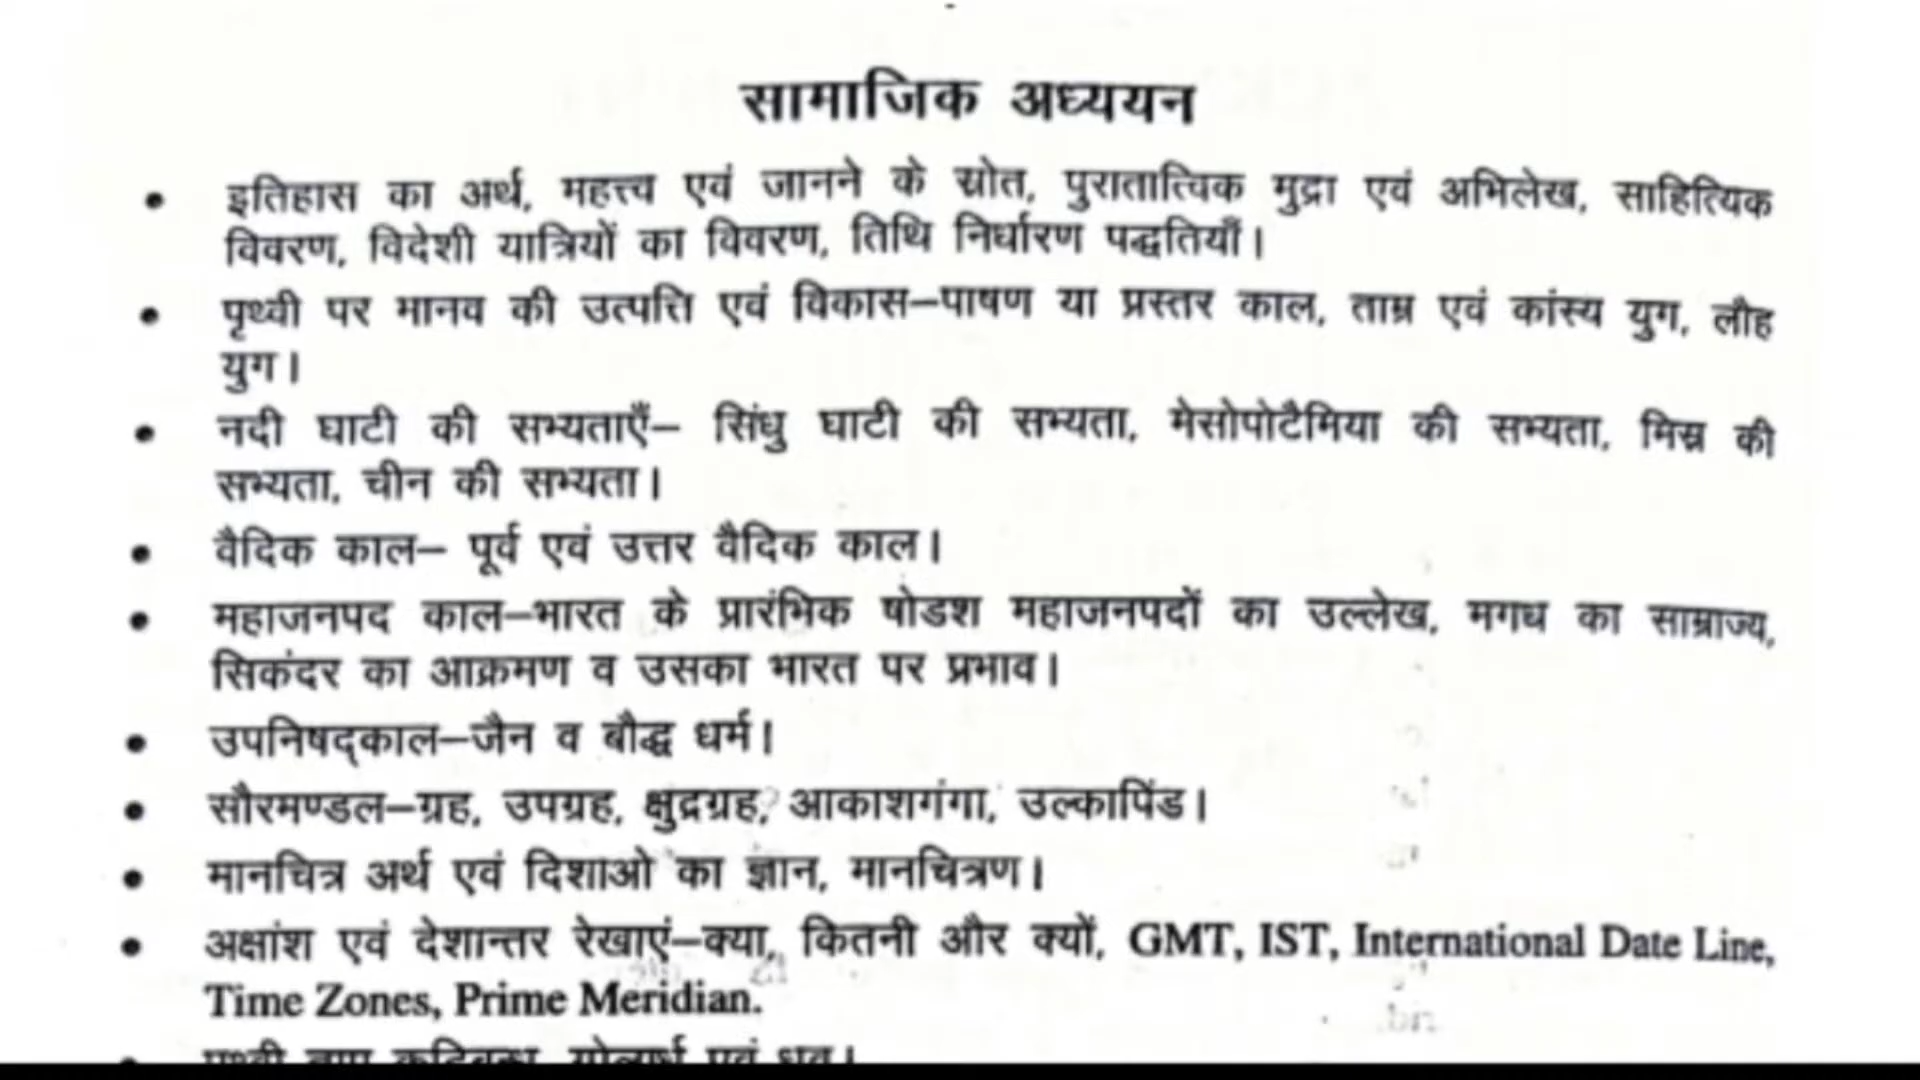 सामाजिक अध्ययन
• इतिहास का अर्थ, महत्त्व एवं जानने के स्रोत, पुरातात्विक मुद्रा एवं अभिलेख, साहित्यिक
विवरण, विदेशी यात्रियों का विवरण, तिथि निर्धारण पद्धतियाँ।
• पृथ्वी पर मानव की उत्पत्ति एवं विकास–पाषण या प्रस्तर काल, ताम्र एवं कांस्य युग, लौह
युग।
• नदी घाटी की सभ्यताएँ– सिंधु घाटी की सभ्यता, मेसोपोटैमिया की सभ्यता, मिस्र की
सभ्यता, चीन की सभ्यता।
• वैदिक काल– पूर्व एवं उत्तर वैदिक काल।
• महाजनपद काल–भारत के प्रारंभिक षोडश महाजनपदों का उल्लेख, मगध का साम्राज्य,
सिकंदर का आक्रमण व उसका भारत पर प्रभाव।
• उपनिषद्काल–जैन व बौद्ध धर्म।
• सौरमण्डल–ग्रह, उपग्रह, क्षुद्रग्रह, आकाशगंगा, उल्कापिंड।
• मानचित्र अर्थ एवं दिशाओ का ज्ञान, मानचित्रण।
• अक्षांश एवं देशान्तर रेखाएं–क्या, कितनी और क्यों, GMT, IST, International Date Line,
Time Zones, Prime Meridian.
• पृथ्वी ताप कटिबन्ध, गोलार्ध एवं ध्रुव।